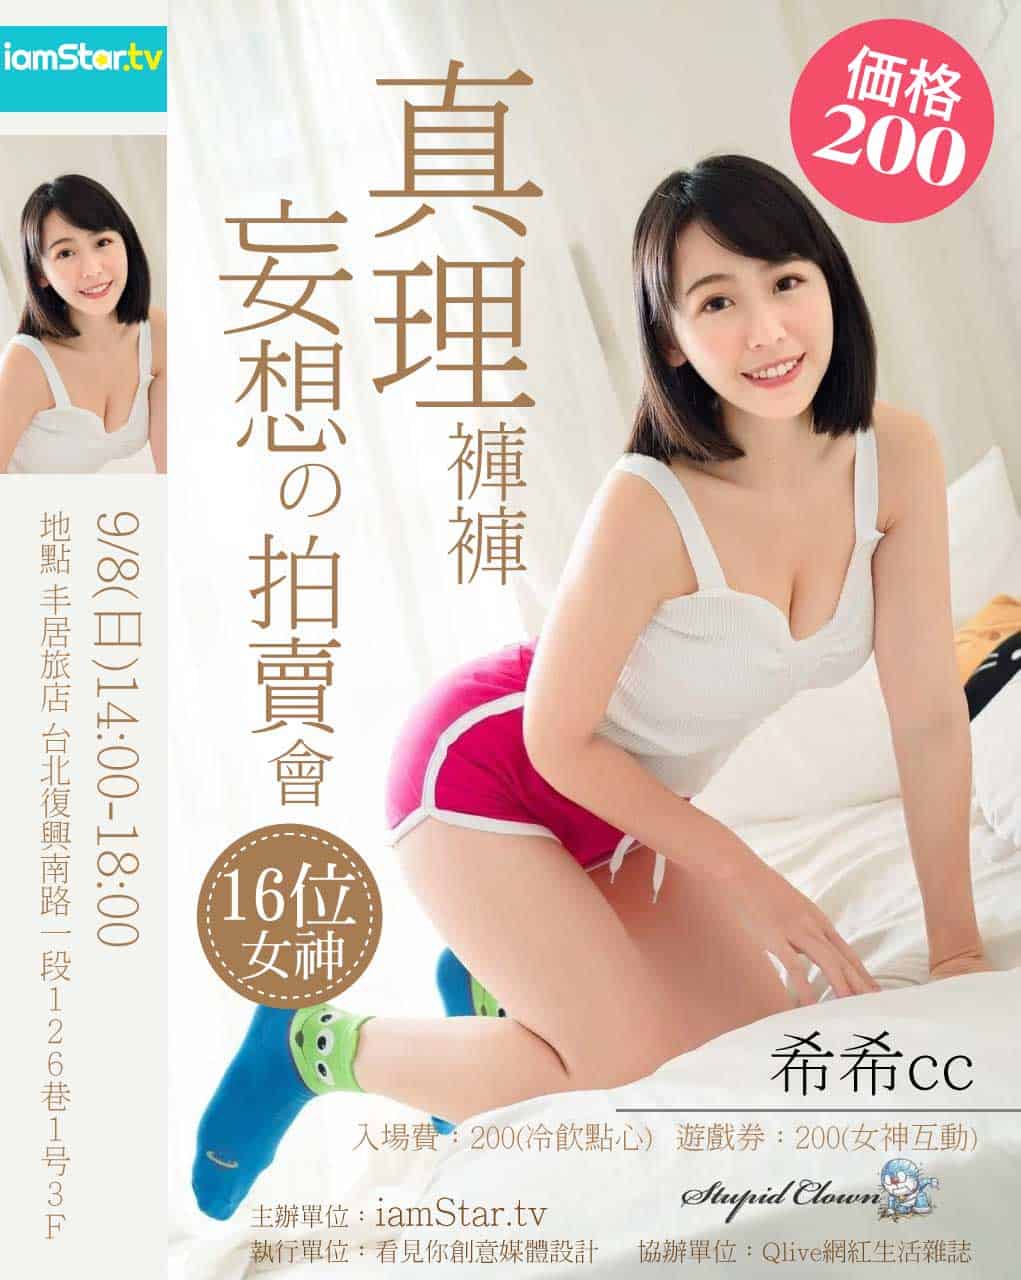 iamStar.tv
価格
200
真理褲褲
妄想の拍賣會
16位
女神
9/8(日)14:00-18:00
地點 丰居旅店 台北復興南路一段126巷1号3F
希希cc
入場費：200(冷飲點心)　遊戲券：200(女神互動)
Stupid Clown
主辦單位：iamStar.tv
執行單位：看見你創意媒體設計　協辦單位：Qlive網紅生活雜誌